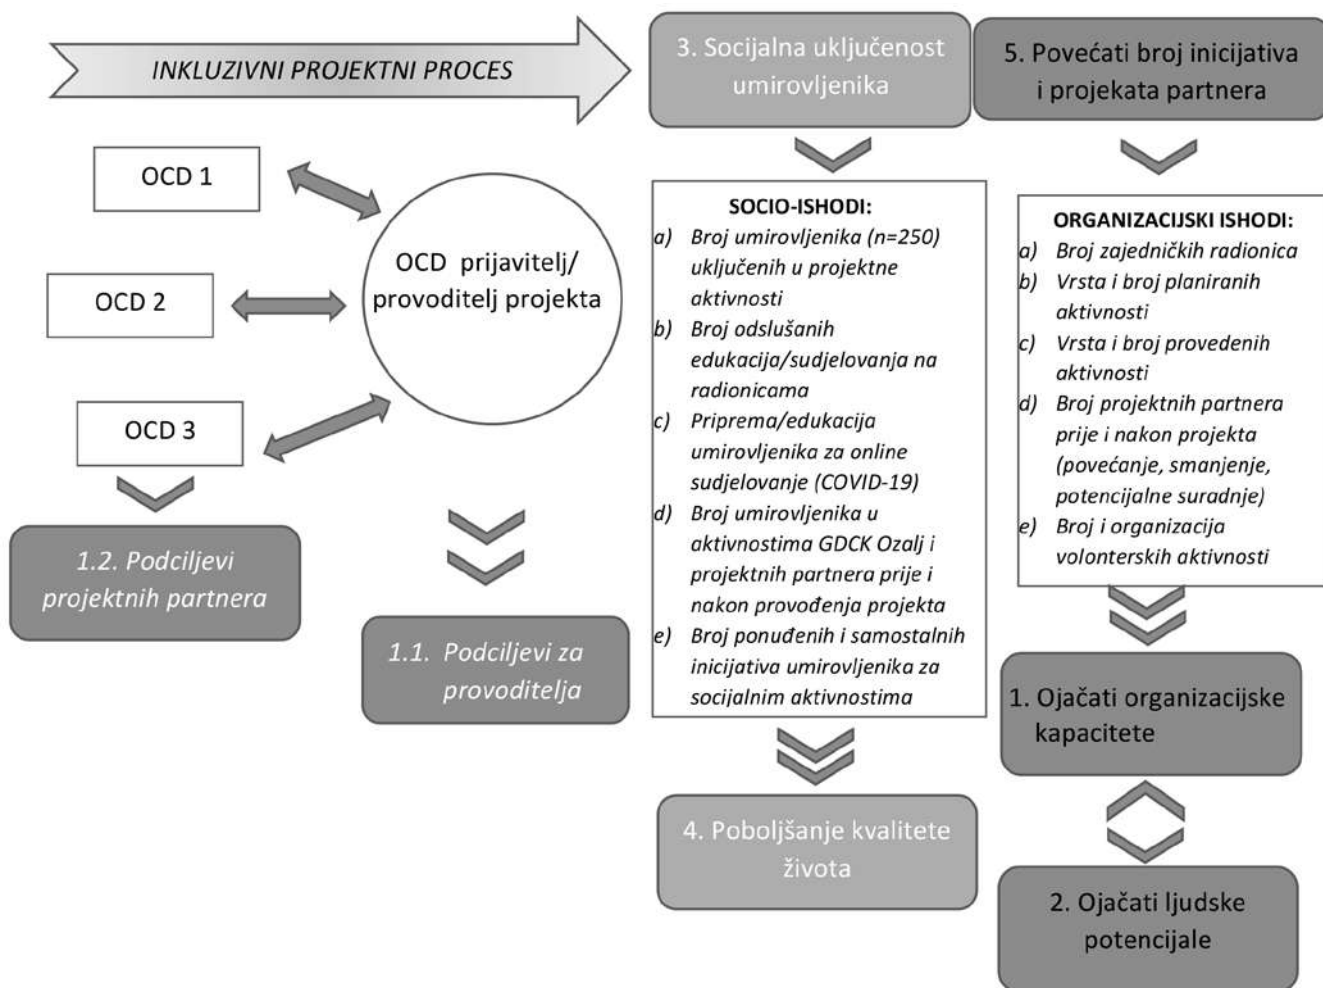 INKLUZIVNI PROJEKTNI PROCES
OCD 1
OCD 2
OCD 3
OCD prijavitelj/
provoditelj projekta
1.2. Podciljevi
projektnih partnera
1.1. Podciljevi za
provoditelja
3. Socijalna uključenost
umirovljenika
SOCIO-ISHODI:
a) Broj umirovljenika (n=250)
uključenih u projektne
aktivnosti
b) Broj odslušanih
edukacija/sudjelovanja na
radionicama
c) Priprema/edukacija
umirovljenika za online
sudjelovanje (COVID-19)
d) Broj umirovljenika u
aktivnostima GDCK Ozalj i
projektnih partnera prije i
nakon provođenja projekta
e) Broj ponuđenih i samostalnih
inicijativa umirovljenika za
socijalnim aktivnostima
4. Poboljšanje kvalitete
života
5. Povećati broj inicijativa
i projekata partnera
ORGANIZACIJSKI ISHODI:
a) Broj zajedničkih radionica
b) Vrsta i broj planiranih
aktivnosti
c) Vrsta i broj provedenih
aktivnosti
d) Broj projektnih partnera
prije i nakon projekta
(povećanje, smanjenje,
potencijalne suradnje)
e) Broj i organizacija
volonterskih aktivnosti
1. Ojačati organizacijske
kapacitete
2. Ojačati ljudske
potencijale